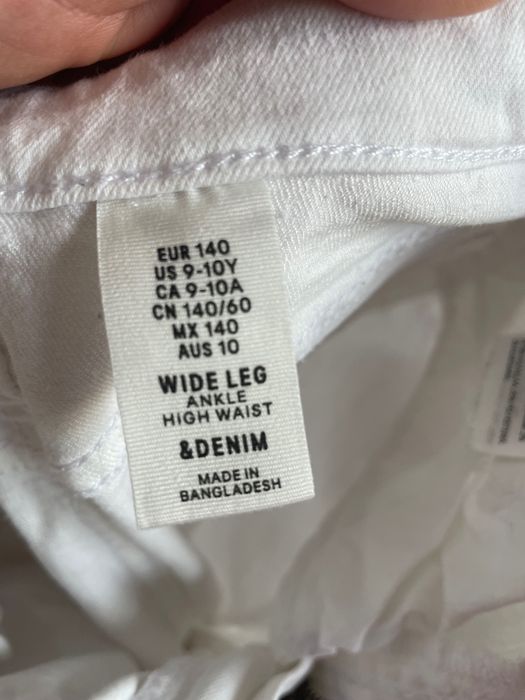 EUR 140
US 9-10Y
CA 9-10A
CN 140/60
MX 140
AUS 10
WIDE LEG
ANKLE
HIGH WAIST
&DENIM
MADE IN
BANGLADESH